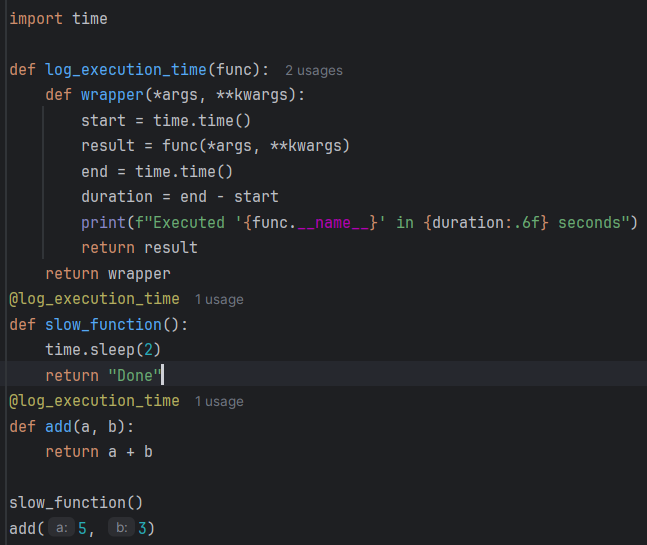 import time

def log_execution_time(func): 2 usages
    def wrapper(*args, **kwargs):
        start = time.time()
        result = func(*args, **kwargs)
        end = time.time()
        duration = end - start
        print(f"Executed '{func.__name__}' in {duration:.6f} seconds")
        return result
    return wrapper
@log_execution_time 1 usage
def slow_function():
    time.sleep(2)
    return "Done"
@log_execution_time 1 usage
def add(a, b):
    return a + b

slow_function()
add( a: 5, b: 3)